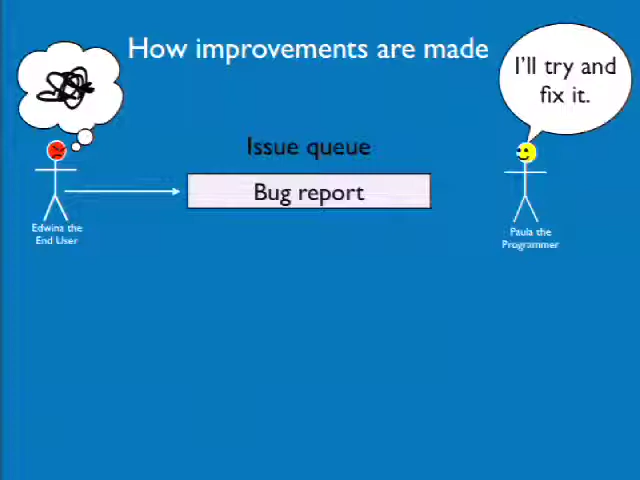 How improvements are made
I'll try and
fix it.
Issue queue
Bug report
Edwina the
End User
Paula the
Programmer